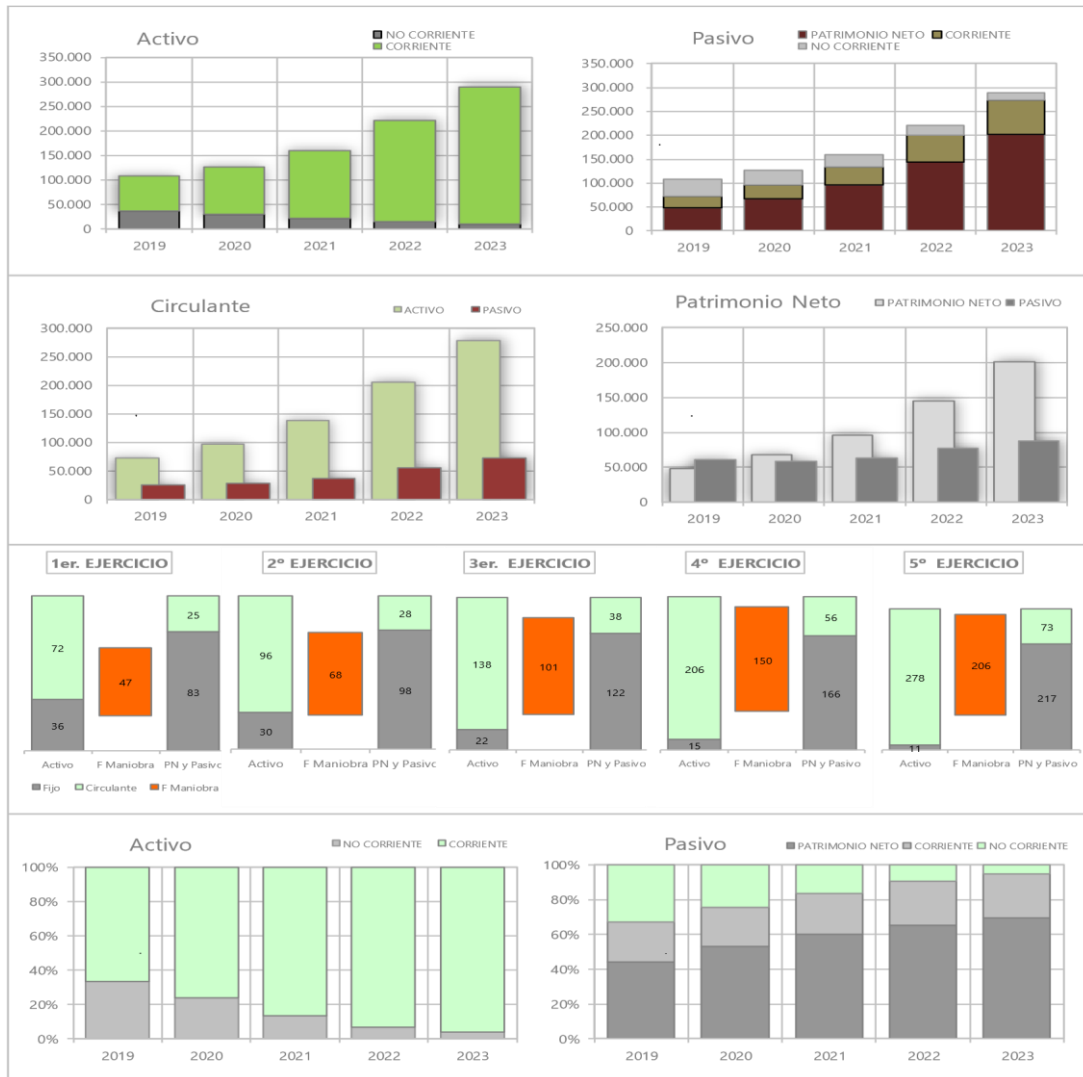 Activo
NO CORRIENTE
CORRIENTE
350.000
300.000
250.000
200.000
150.000
100.000
50.000
0
2019 2020 2021 2022 2023
Pasivo
PATRIMONIO NETO CORRIENTE
NO CORRIENTE
350.000
300.000
250.000
200.000
150.000
100.000
50.000
0
2019 2020 2021 2022 2023
Circulante
ACTIVO PASIVO
300.000
250.000
200.000
150.000
100.000
50.000
0
2019 2020 2021 2022 2023
Patrimonio Neto
PATRIMONIO NETO PASIVO
250.000
200.000
150.000
100.000
50.000
0
2019 2020 2021 2022 2023
1er. EJERCICIO
72 25
47
36 83
Activo F Maniobra PN y Pasivo
Fijo Circulante F Maniobra
2º EJERCICIO
96 28
68
30 98
Activo F Maniobra PN y Pasivo
3er. EJERCICIO
138 38
101
22 122
Activo F Maniobra PN y Pasivo
4º EJERCICIO
206 56
150
15 166
Activo F Maniobra PN y Pasivo
5º EJERCICIO
278 73
206
11 217
Activo F Maniobra PN y Pasivo
Activo
NO CORRIENTE CORRIENTE
100%
80%
60%
40%
20%
0%
2019 2020 2021 2022 2023
Pasivo
PATRIMONIO NETO CORRIENTE NO CORRIENTE
100%
80%
60%
40%
20%
0%
2019 2020 2021 2022 2023